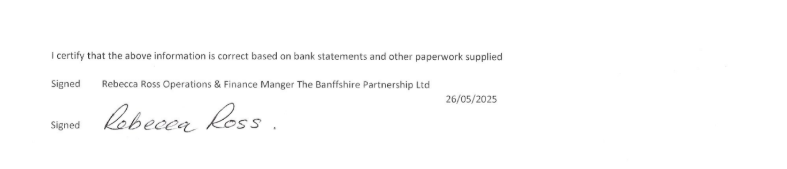 I certify that the above information is correct based on bank statements and other paperwork supplied
Signed Rebecca Ross Operations & Finance Manger The Banffshire Partnership Ltd
26/05/2025
Signed Rebecca Ross.